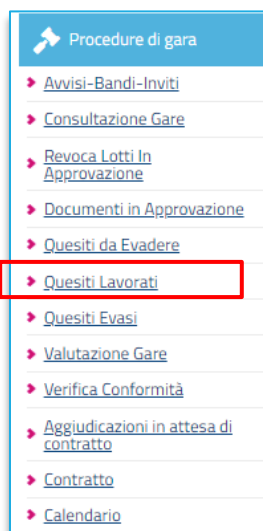 Procedure di gara
Avvisi-Bandi-Inviti
Consultazione Gare
Revoca Lotti In
Approvazione
Documenti in Approvazione
Quesiti da Evadere
Quesiti Lavorati
Quesiti Evasi
Valutazione Gare
Verifica Conformità
Aggiudicazioni in attesa di
contratto
Contratto
Calendario